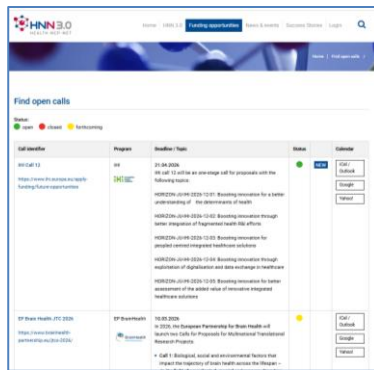 HNN 3.0
HEALTH NCP NET
home HNN 3.0 Funding opportunities News & events Success Stories Login
Home Find open calls
Find open calls
Status:
open closed forthcoming
Call Identifier Program Deadline / Topic Status Calendar
IHI Call 12 IHI 21.04.2026 NEW iCal / Outlook
IHI call 12 will be an one-stage call for proposals with the following topics:
https://www.ihi.europa.eu/apply-funding/future-opportunities
Google
Yahoo!
HORIZON-JU-IHI-2026-12-01: Boosting innovation for a better understanding of the determinants of health
HORIZON-JU-IHI-2026-12-02: Boosting innovation through better integration of fragmented health R&I efforts
HORIZON-JU-IHI-2026-12-03: Boosting innovation for people centred integrated healthcare solutions
HORIZON-JU-IHI-2026-12-04: Boosting innovation through exploitation of digitalisation and data exchange in healthcare
HORIZON-JU-IHI-2026-12-05: Boosting innovation for better assessment of the added value of innovative integrated healthcare solutions
EP Brain Health JTC 2026 EP BrainHealth 10.03.2026 iCal / Outlook
In 2026, the European Partnership for Brain Health will launch two Calls for Proposals for Multinational Translational Research Projects
Google
Yahoo!
BrainHealth
Call 1: Biological, social and environmental factors that impact the trajectory of brain health across the lifespan –